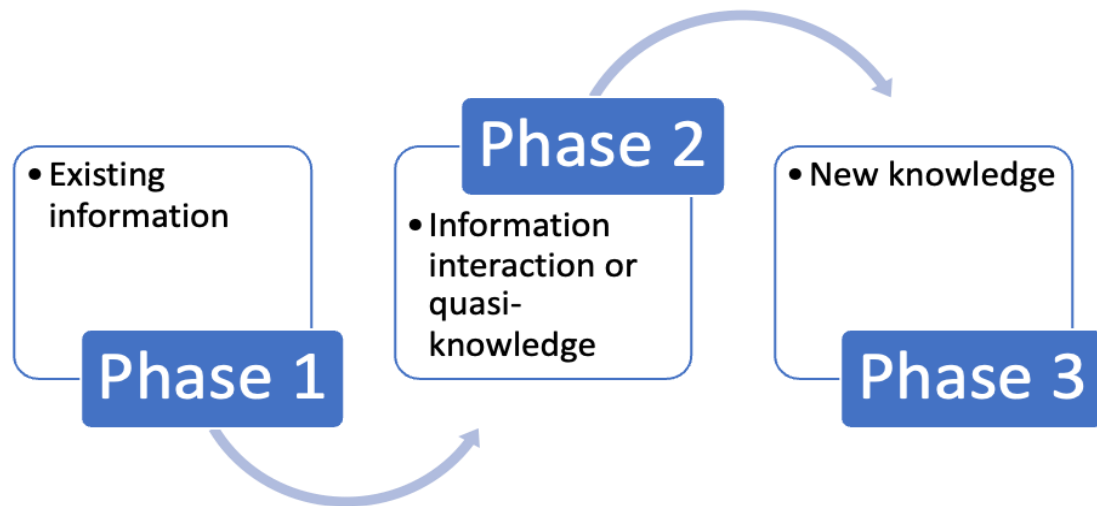 • Existing
information
Phase 1
Phase 2
• Information
interaction or
quasi-
knowledge
• New knowledge
Phase 3